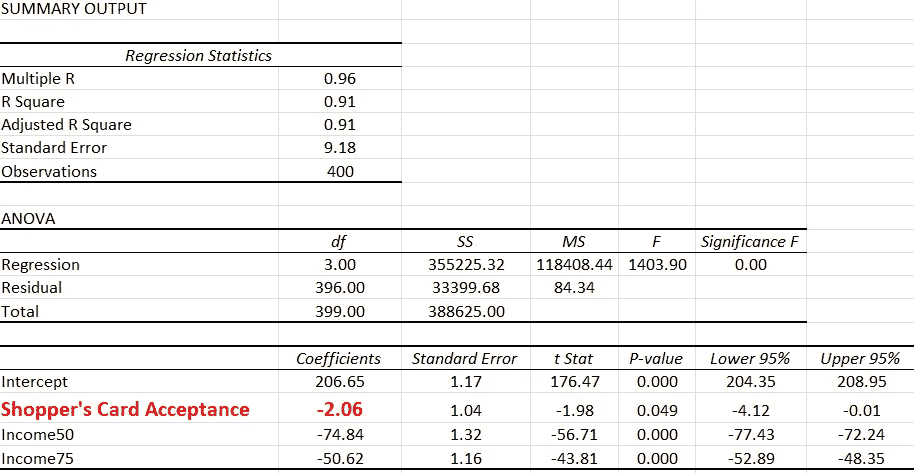 SUMMARY OUTPUT
Regression Statistics
Multiple R 0.96
R Square 0.91
Adjusted R Square 0.91
Standard Error 9.18
Observations 400
ANOVA
df SS MS F Significance F
Regression 3.00 355225.32 118408.44 1403.90 0.00
Residual 396.00 33399.68 84.34
Total 399.00 388625.00
Coefficients Standard Error t Stat P-value Lower 95% Upper 95%
Intercept 206.65 1.17 176.47 0.000 204.35 208.95
Shopper's Card Acceptance -2.06 1.04 -1.98 0.049 -4.12 -0.01
Income50 -74.84 1.32 -56.71 0.000 -77.43 -72.24
Income75 -50.62 1.16 -43.81 0.000 -52.89 -48.35